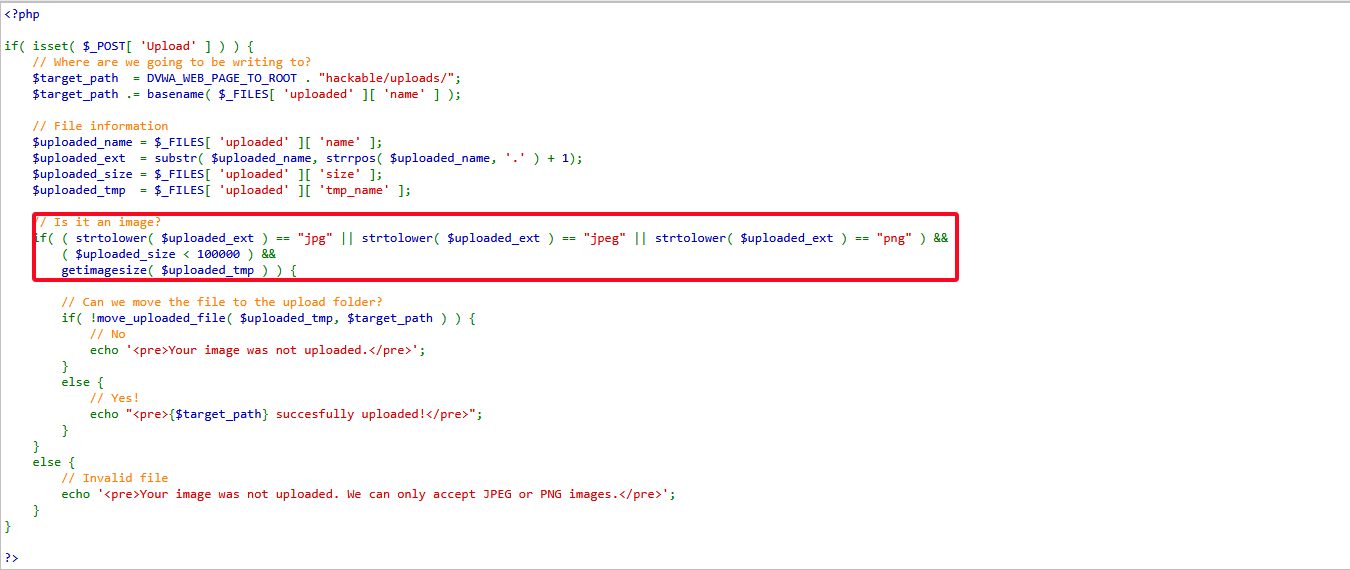 <?php
if( isset( $_POST[ 'Upload' ] ) ) {
// Where are we going to be writing to?
$target_path  = DVWA_WEB_PAGE_TO_ROOT . "hackable/uploads/";
$target_path .= basename( $_FILES[ 'uploaded' ][ 'name' ] );
// File information
$uploaded_name = $_FILES[ 'uploaded' ][ 'name' ];
$uploaded_ext  = substr( $uploaded_name, strrpos( $uploaded_name, '.' ) + 1);
$uploaded_size = $_FILES[ 'uploaded' ][ 'size' ];
$uploaded_tmp  = $_FILES[ 'uploaded' ][ 'tmp_name' ];
// Is it an image?
if( ( strtolower( $uploaded_ext ) == "jpg" || strtolower( $uploaded_ext ) == "jpeg" || strtolower( $uploaded_ext ) == "png" ) &&
( $uploaded_size < 100000 ) &&
getimagesize( $uploaded_tmp ) ) {
// Can we move the file to the upload folder?
if( !move_uploaded_file( $uploaded_tmp, $target_path ) ) {
// No
echo '<pre>Your image was not uploaded.</pre>';
}
else {
// Yes!
echo "<pre>{$target_path} succesfully uploaded!</pre>";
}
}
else {
// Invalid file
echo '<pre>Your image was not uploaded. We can only accept JPEG or PNG images.</pre>';
}
}
?>